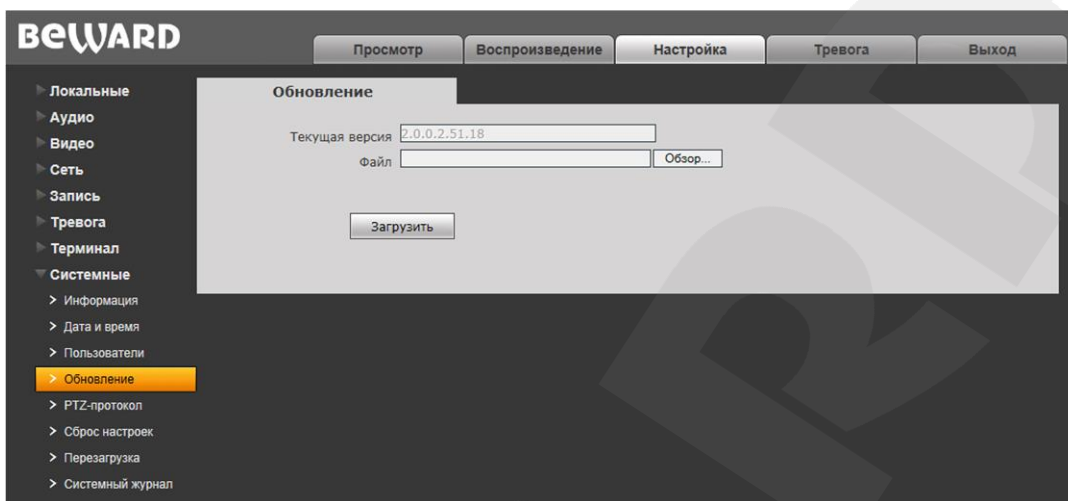 BEWARD
Просмотр Воспроизведение Настройка Тревога Выход
Локальные
Аудио
Видео
Сеть
Запись
Тревога
Терминал
Системные
> Информация
> Дата и время
> Пользователи
> Обновление
> PTZ-протокол
> Сброс настроек
> Перезагрузка
> Системный журнал
Обновление
Текущая версия 2.0.0.2.51.18
Файл Обзор...
Загрузить